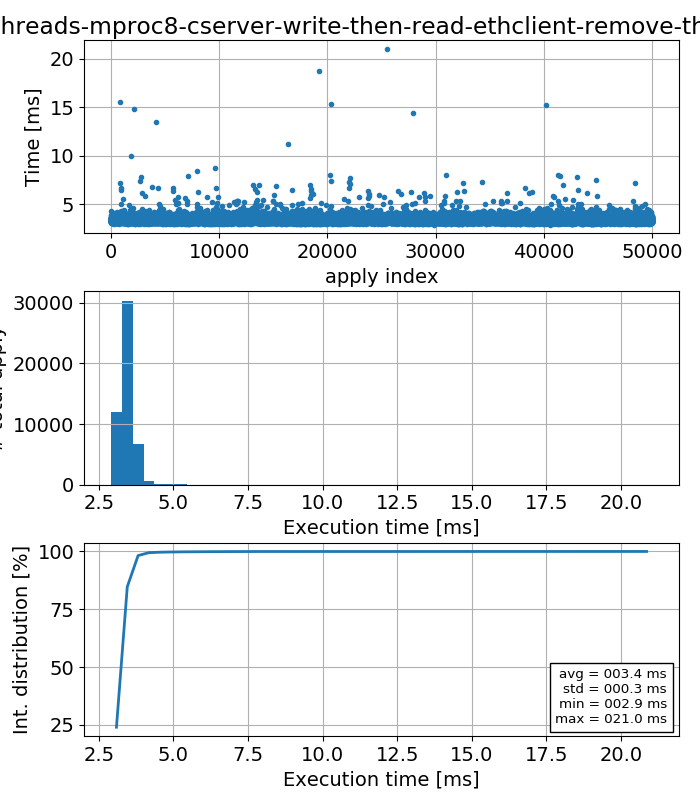 hreads-mproc8-cserver-write-then-read-ethclient-remove-th
Time [ms]
20
15
10
5
0 10000 20000 30000 40000 50000
apply index
30000
20000
10000
0
2.5 5.0 7.5 10.0 12.5 15.0 17.5 20.0
Execution time [ms]
Int. distribution [%]
100
75
50
25
avg = 003.4 ms
std = 000.3 ms
min = 002.9 ms
max = 021.0 ms
2.5 5.0 7.5 10.0 12.5 15.0 17.5 20.0
Execution time [ms]